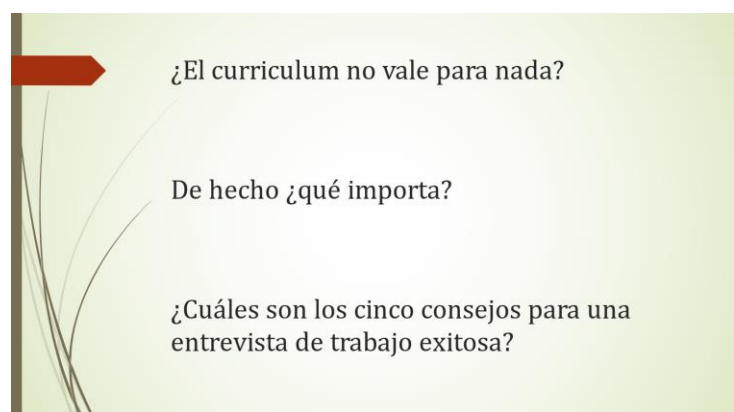 ¿El curriculum no vale para nada?
De hecho ¿qué importa?
¿Cuáles son los cinco consejos para una
entrevista de trabajo exitosa?